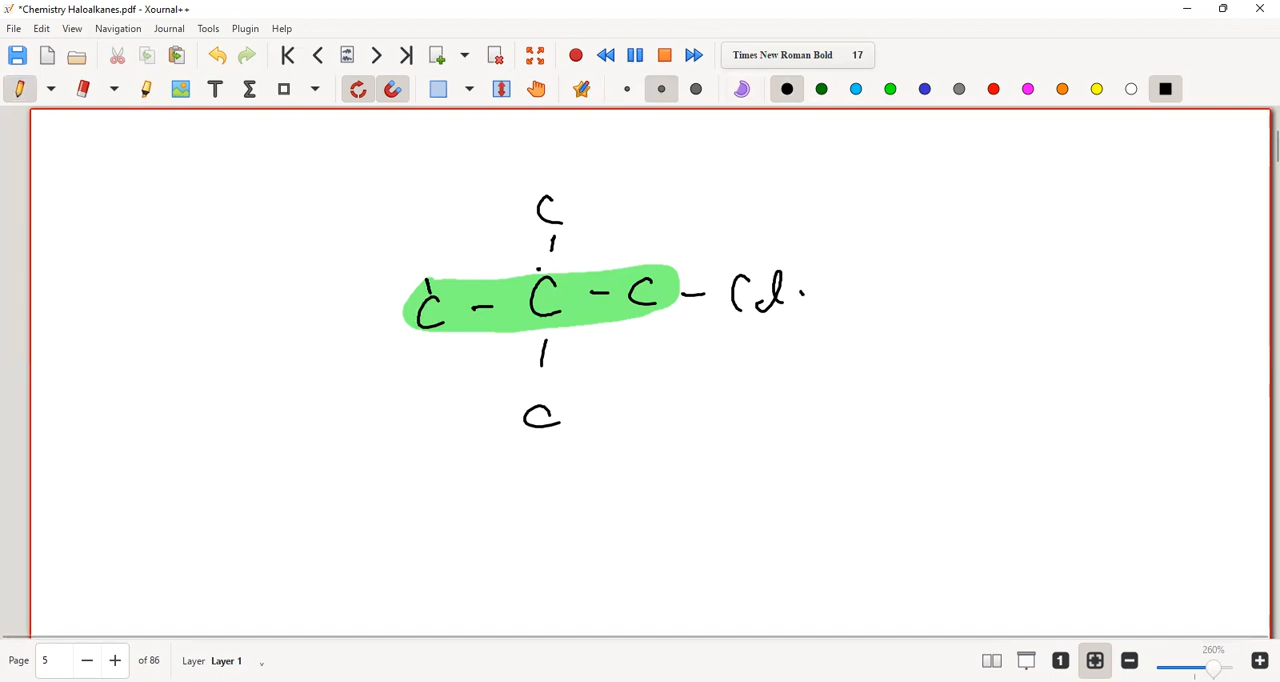 *Chemistry Haloalkanes.pdf - Xournal++
File Edit View Navigation Journal Tools Plugin Help
Times New Roman Bold 17
C
C - C - C - Cl
C
Page 5 of 86 Layer Layer 1 260%